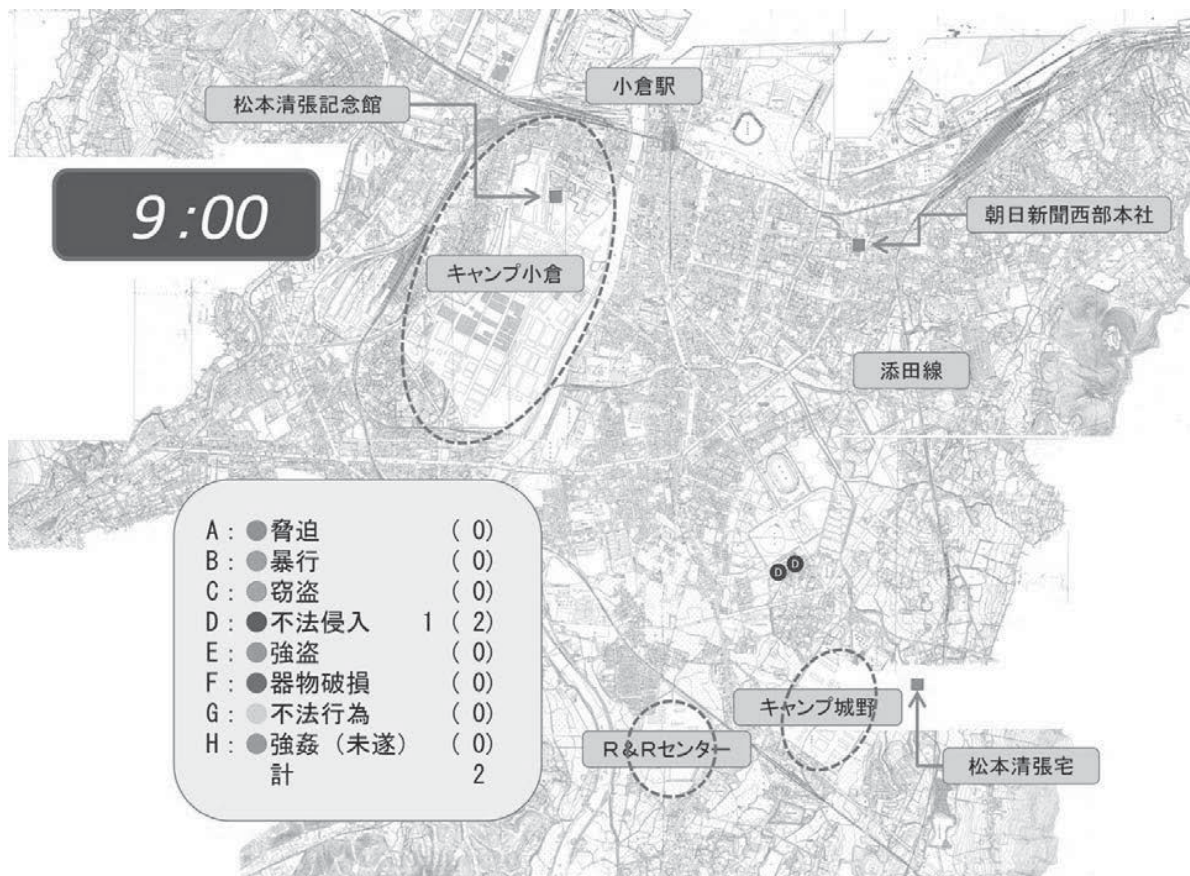 小倉駅
松本清張記念館
9:00
朝日新聞西部本社
キャンプ小倉
添田線
A : ●脅迫 ( 0)
B : ●暴行 ( 0)
C : ●窃盗 ( 0)
D : ●不法侵入 1 ( 2)
E : ●強盗 ( 0)
F : ●器物破損 ( 0)
G : ●不法行為 ( 0)
H : ●強姦（未遂） ( 0)
計 2
D D
キャンプ城野
R&Rセンター
松本清張宅